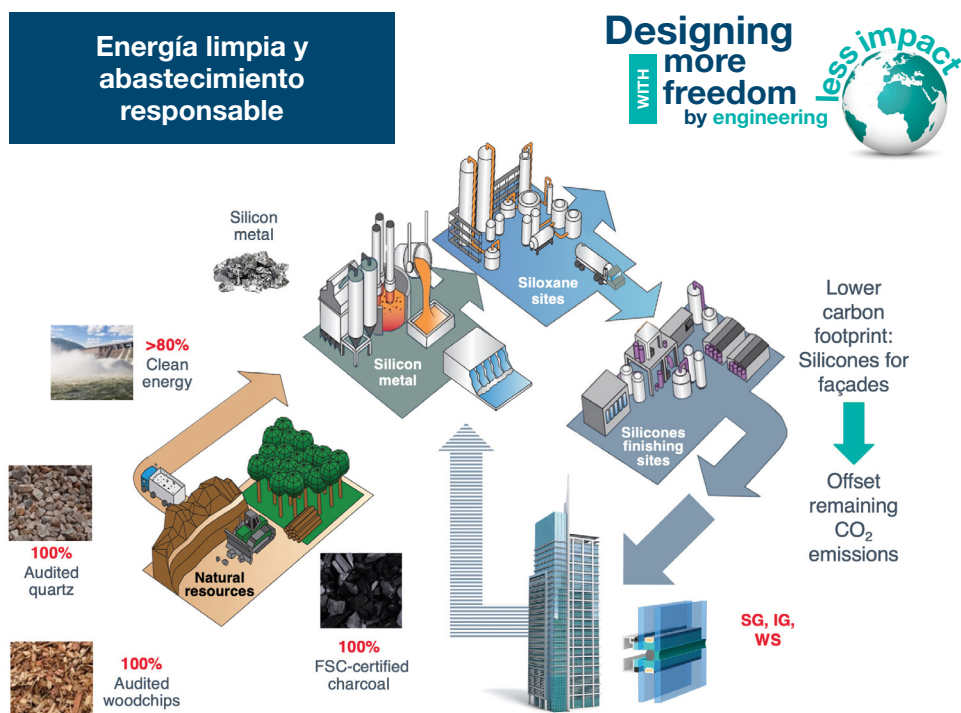 Energía limpia y
abastecimiento
responsable
Designing
WITH
more
freedom
by engineering
less impact
Silicon
metal
Siloxane
sites
>80%
Clean
energy
Silicon
metal
Lower
carbon
footprint:
Silicones for
façades
Silicones
finishing
sites
Offset
remaining
CO₂
emissions
100%
Audited
quartz
Natural
resources
100%
FSC-certified
charcoal
100%
Audited
woodchips
SG, IG,
WS